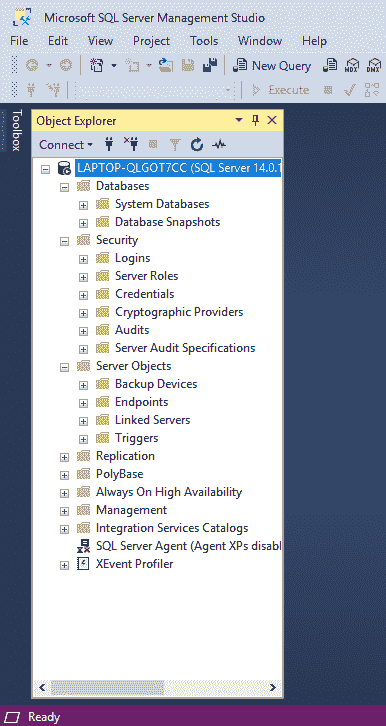 Microsoft SQL Server Management Studio
File Edit View Project Tools Window Help
New Query MDX DMX
Execute
Toolbox
Object Explorer
Connect
LAPTOP-QLGOT7CC (SQL Server 14.0.1
Databases
System Databases
Database Snapshots
Security
Logins
Server Roles
Credentials
Cryptographic Providers
Audits
Server Audit Specifications
Server Objects
Backup Devices
Endpoints
Linked Servers
Triggers
Replication
PolyBase
Always On High Availability
Management
Integration Services Catalogs
SQL Server Agent (Agent XPs disabl
XEvent Profiler
Ready